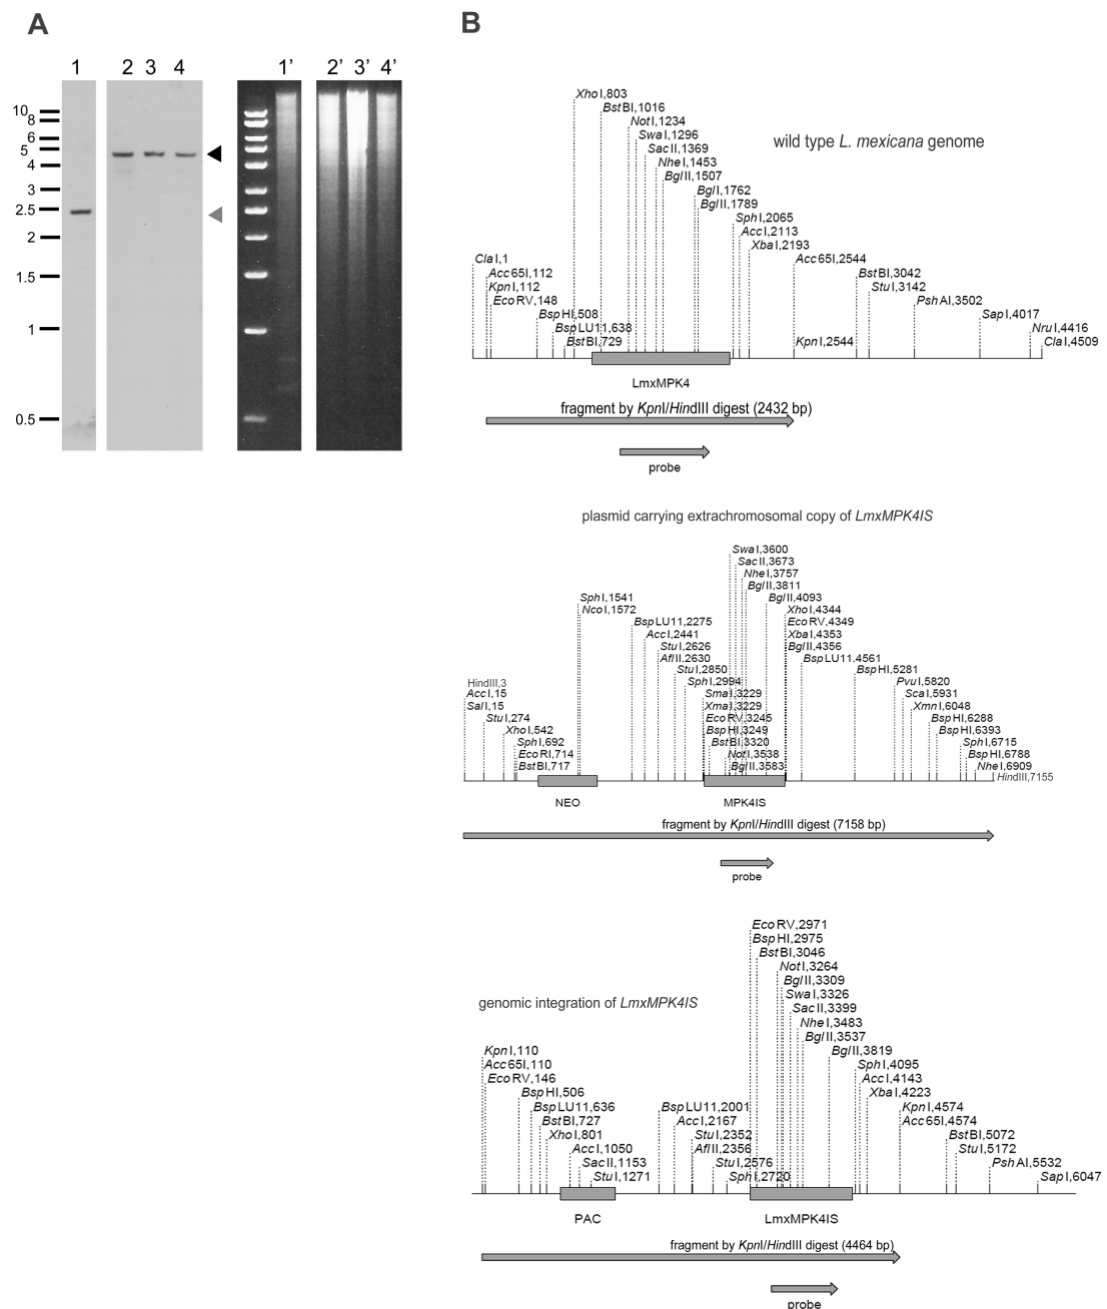 A
B
1
2 3 4
1’
2’ 3’ 4’
10
8
6
5
4
3
2.5
2
1.5
1
0.5
wild type L. mexicana genome
XhoI,803
BstBI,1016
NotI,1234
SwaI,1296
SacII,1369
NheI,1453
BglII,1507
BglI,1762
BglII,1789
SphI,2065
AccI,2113
XbaI,2193
ClaI,1
Acc65I,112
KpnI,112
EcoRV,148
BspHI,508
BspLU11,638
BstBI,729
Acc65I,2544
KpnI,2544
BstBI,3042
StuI,3142
PshAI,3502
SapI,4017
NruI,4416
ClaI,4509
LmxMPK4
fragment by KpnI/HindIII digest (2432 bp)
probe
plasmid carrying extrachromosomal copy of LmxMPK4IS
SwaI,3600
SacII,3673
NheI,3757
BglII,3811
SphI,1541
NcoI,1572
BglII,4093
XhoI,4344
BspLU11,2275
EcoRV,4349
AccI,2441
XbaI,4353
StuI,2626
BglII,4356
AflII,2630
BspLU11,4561
StuI,2850
BspHI,5281
HindIII,3
SphI,2994
PvuI,5820
AccI,15
SmaI,3229
ScaI,5931
SalI,15
XmaI,3229
XmnI,6048
StuI,274
EcoRV,3245
BspHI,6288
XhoI,542
BspHI,3249
BspHI,6393
SphI,692
BstBI,3320
SphI,6715
EcoRI,714
NotI,3538
BspHI,6788
BstBI,717
BglII,3583
NheI,6909
HindIII,7155
NEO
MPK4IS
fragment by KpnI/HindIII digest (7158 bp)
probe
EcoRV,2971
BspHI,2975
BstBI,3046
NotI,3264
BglII,3309
SwaI,3326
genomic integration of LmxMPK4IS
SacII,3399
NheI,3483
BglII,3537
KpnI,110
BglII,3819
Acc65I,110
SphI,4095
EcoRV,146
AccI,4143
BspHI,506
XbaI,4223
BspLU11,636
BspLU11,2001
KpnI,4574
BstBI,727
AccI,2167
Acc65I,4574
XhoI,801
StuI,2352
BstBI,5072
AccI,1050
AflII,2356
StuI,5172
SacII,1153
StuI,2576
PshAI,5532
StuI,1271
SphI,2720
SapI,6047
PAC
LmxMPK4IS
fragment by KpnI/HindIII digest (4464 bp)
probe